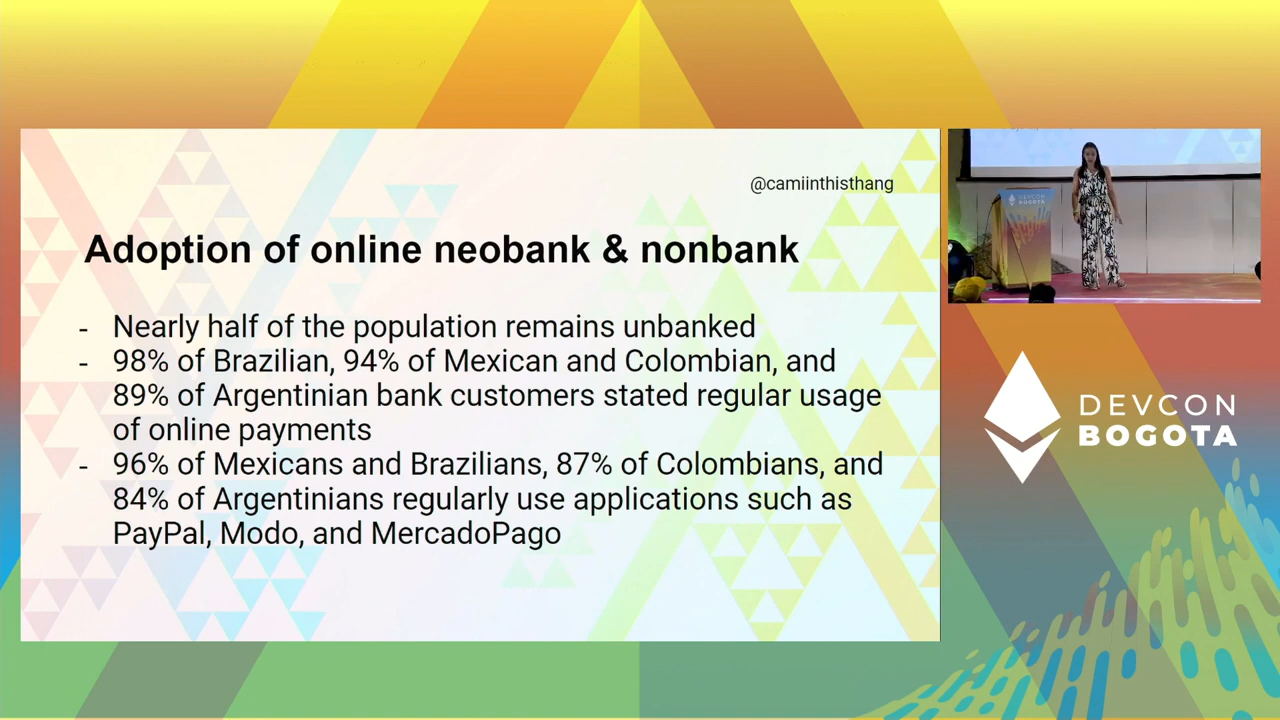 @camiinthisthang
Adoption of online neobank & nonbank
- Nearly half of the population remains unbanked
- 98% of Brazilian, 94% of Mexican and Colombian, and
89% of Argentinian bank customers stated regular usage
of online payments
- 96% of Mexicans and Brazilians, 87% of Colombians, and
84% of Argentinians regularly use applications such as
PayPal, Modo, and MercadoPago
DEVCON
BOGOTA
DEVCON
BOGOTA